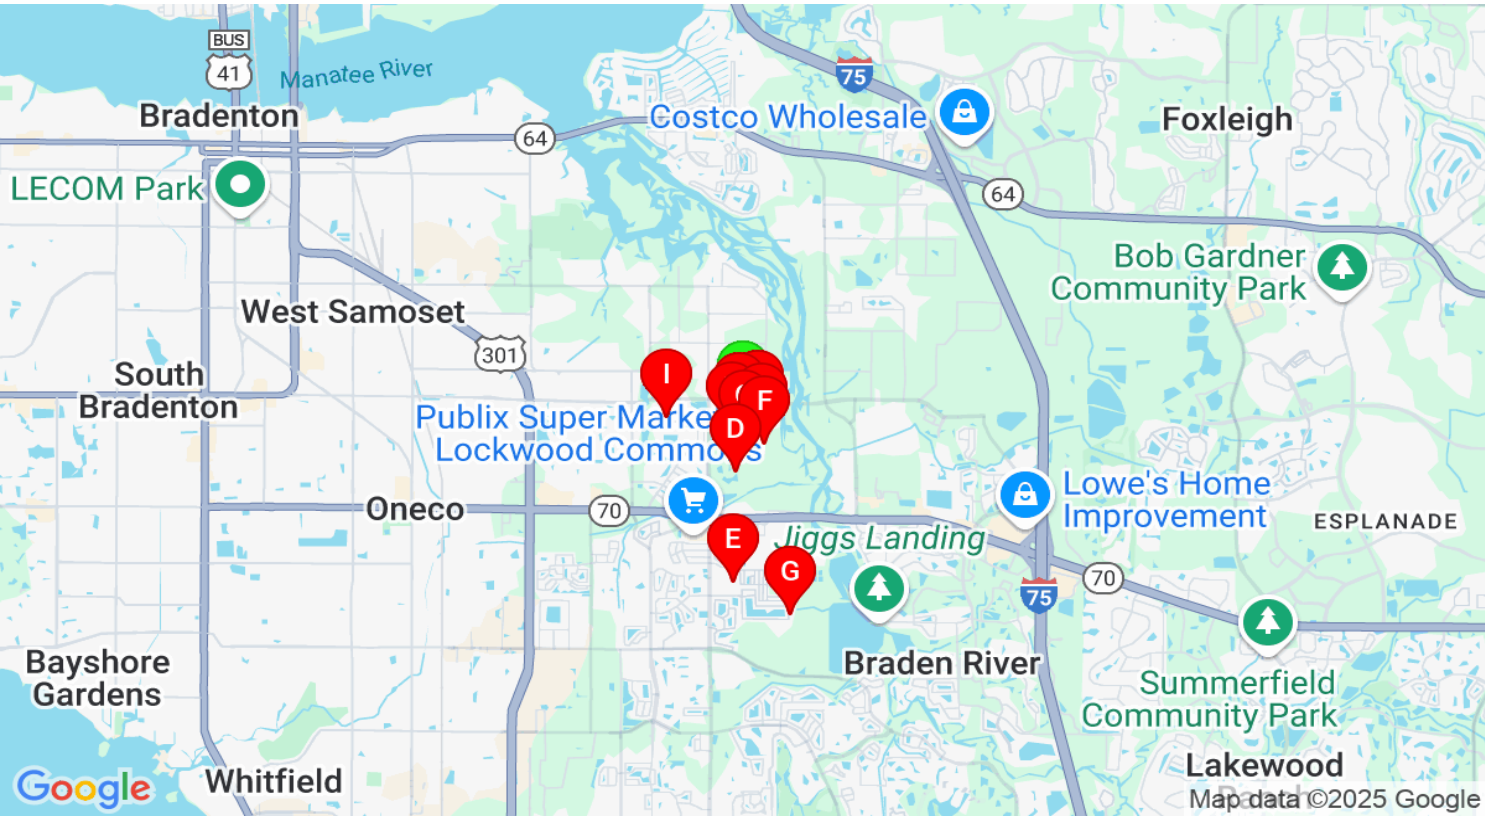 BUS
41
Manatee River
75
Bradenton
Costco Wholesale
Foxleigh
64
LECOM Park
64
Bob Gardner
Community Park
West Samoset
301
South
Bradenton
I
F
D
Publix Super Marke
Lockwood Commons
Oneco
70
Lowe's Home
Improvement
ESPLANADE
E
Jiggs Landing
G
70
75
Bayshore
Gardens
Braden River
Summerfield
Community Park
Whitfield
Lakewood
Google
Map data ©2025 Google